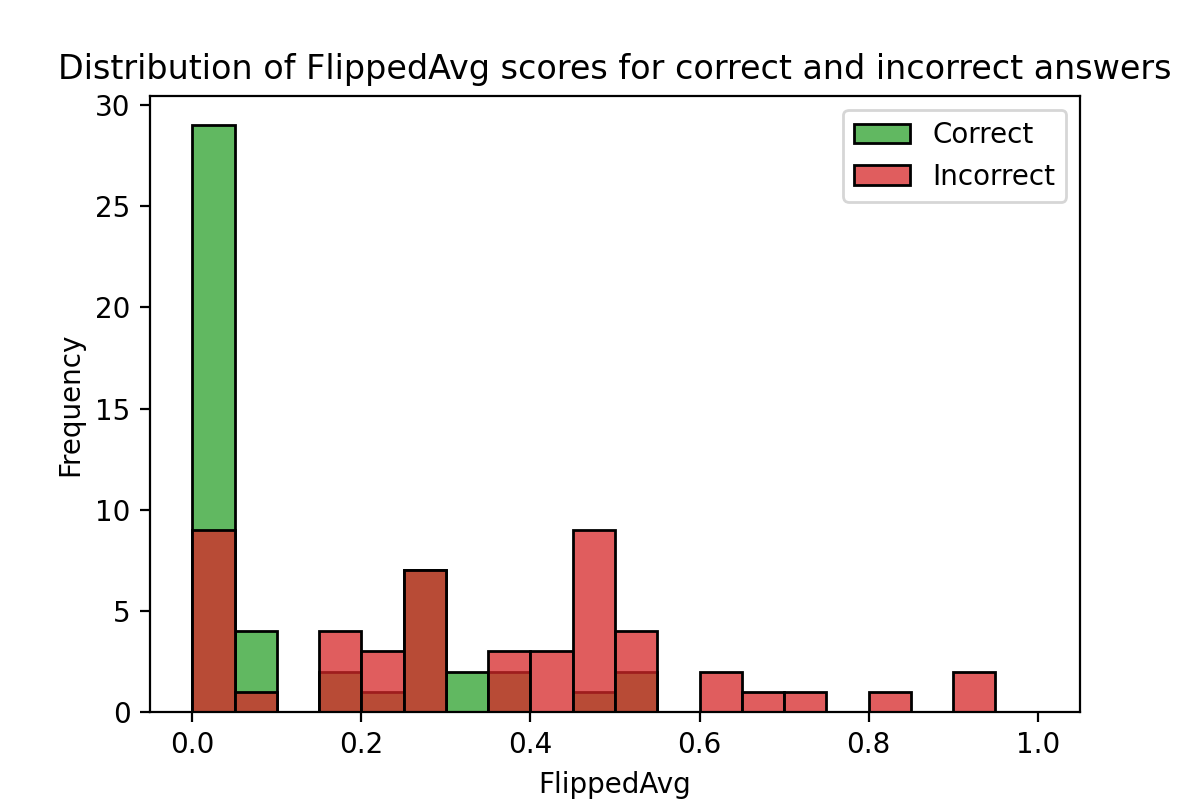 Distribution of FlippedAvg scores for correct and incorrect answers
Correct
Incorrect
Frequency
30
25
20
15
10
5
0
0.0 0.2 0.4 0.6 0.8 1.0
FlippedAvg